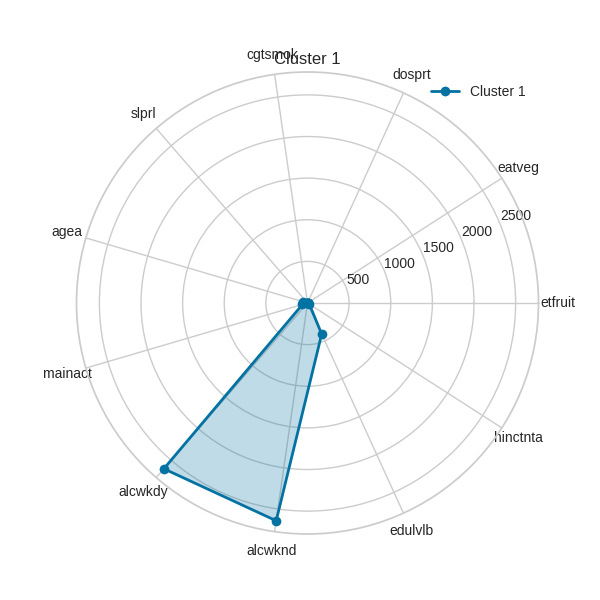 Cluster 1
cgtsmok
dosprt
Cluster 1
slprl
eatveg
2500
agea
2000
1500
1000
500
etfruit
mainact
hinctnta
alcwkdy
edulvlb
alcwknd